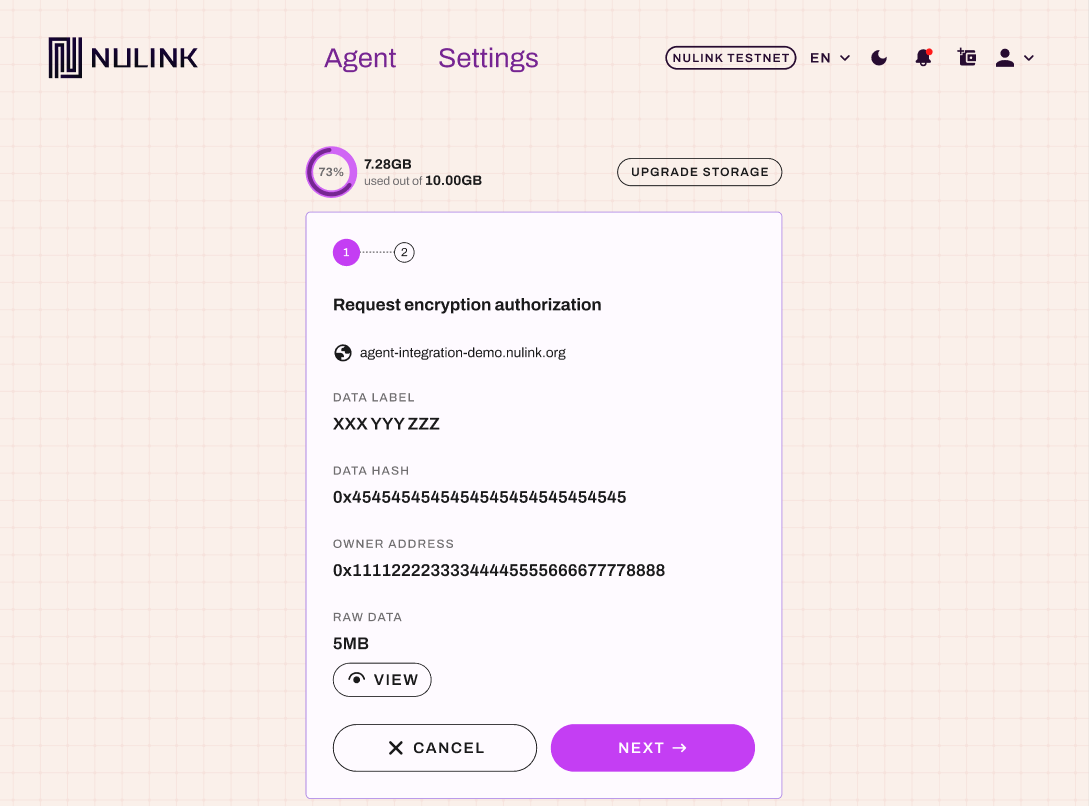 NULINK
Agent Settings
NULINK TESTNET EN
73%
7.28GB
used out of 10.00GB
UPGRADE STORAGE
1 2
Request encryption authorization
agent-integration-demo.nulink.org
DATA LABEL
XXX YYY ZZZ
DATA HASH
0x4545454545454545454545454545
OWNER ADDRESS
0x11112222333344445555666677778888
RAW DATA
5MB
VIEW
CANCEL
NEXT →